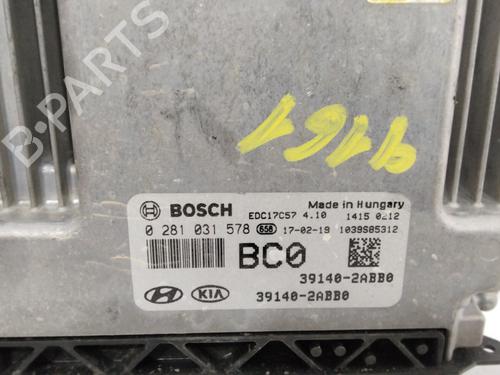 B-PARTS
1911
BOSCH
EDC17C57 4.10
Made in Hungary
1415 0212
0 281 031 578 658 17-02-19 1039S85312
BC0
39140-2ABB0
KIA
39140-2ABB0